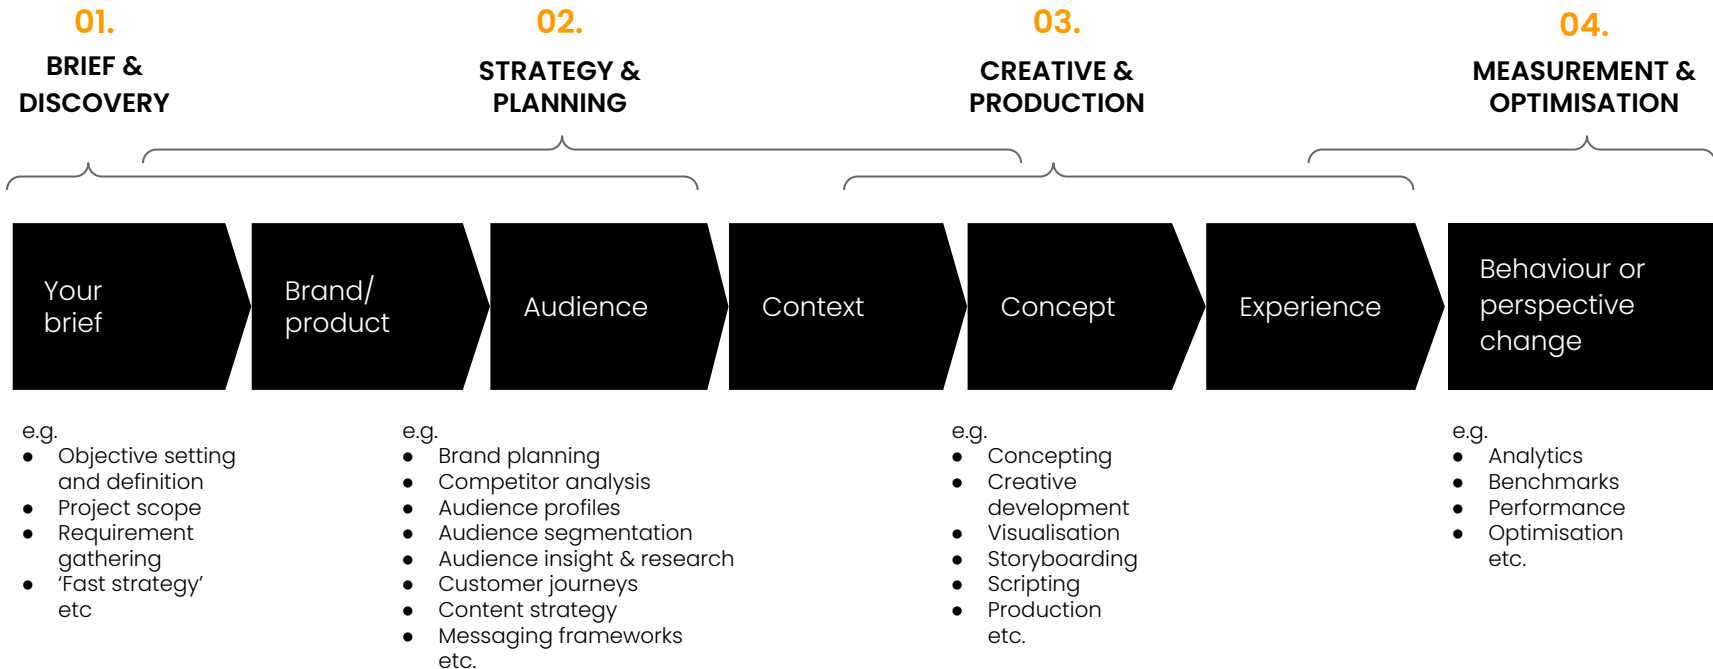 01.
BRIEF &
DISCOVERY
02.
STRATEGY &
PLANNING
03.
CREATIVE &
PRODUCTION
04.
MEASUREMENT &
OPTIMISATION
Your
brief
Brand/
product
Audience
Context
Concept
Experience
Behaviour or
perspective
change
e.g.
● Objective setting
and definition
● Project scope
● Requirement
gathering
● ‘Fast strategy’
etc
e.g.
● Brand planning
● Competitor analysis
● Audience profiles
● Audience segmentation
● Audience insight & research
● Customer journeys
● Content strategy
● Messaging frameworks
etc.
e.g.
● Concepting
● Creative
development
● Visualisation
● Storyboarding
● Scripting
● Production
etc.
e.g.
● Analytics
● Benchmarks
● Performance
● Optimisation
etc.